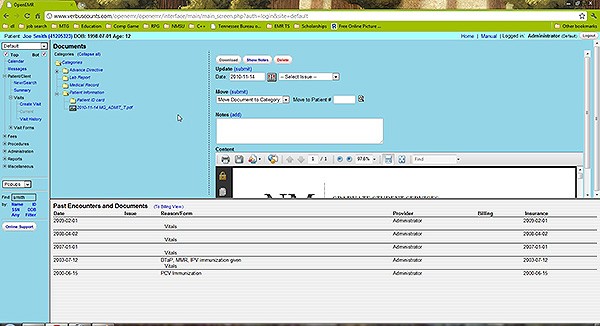 OpenEMR
www.verbuscounts.com/openemr/openemr/interface/main/main_screen.php?auth=login&site=default
job search MTG Education Comp Game RPG NMSU C++ Tennessee Bureau o... EMR TS Scholarships Free Online Picture ... Other bookmarks
Patient: Joe Smith (41205323) DOB: 1998-07-01 Age: 12
Home | Manual | Logged in: Administrator (Default) Logout
Default
Top Bot
Calendar
Messages
Patient/Client
New/Search
Summary
Visits
Create Visit
Current
Visit History
Visit Forms
Fees
Procedures
Administration
Reports
Miscellaneous
Popups
Find: smith
by: Name ID
SSN DOB
Any Filter
Online Support
Documents
Categories (Collapse all)
Categories
Advance Directive
Lab Report
Medical Record
Patient Information
Patient ID card
2010-11-14 MG_ADMIT_T.pdf
Download Show Notes Delete
Update (submit)
Date: 2010-11-14 -- Select Issue --
Move (submit)
Move Document to Category: Move to Patient #
Notes (add)
Content
1 / 1 97.6% Find
GRADUATE STUDENT SERVICES
Past Encounters and Documents (To Billing View)
Date Issue Reason/Form Provider Billing Insurance
2009-02-01 Administrator 2009-02-01
Vitals
2008-04-02 Administrator 2008-04-02
Vitals
2007-01-01 Administrator 2007-01-01
Vitals
2003-07-12 DTaP, MMR, IPV immunization given Administrator 2003-07-12
Vitals
2000-06-15 PCV Immunization Administrator 2000-06-15